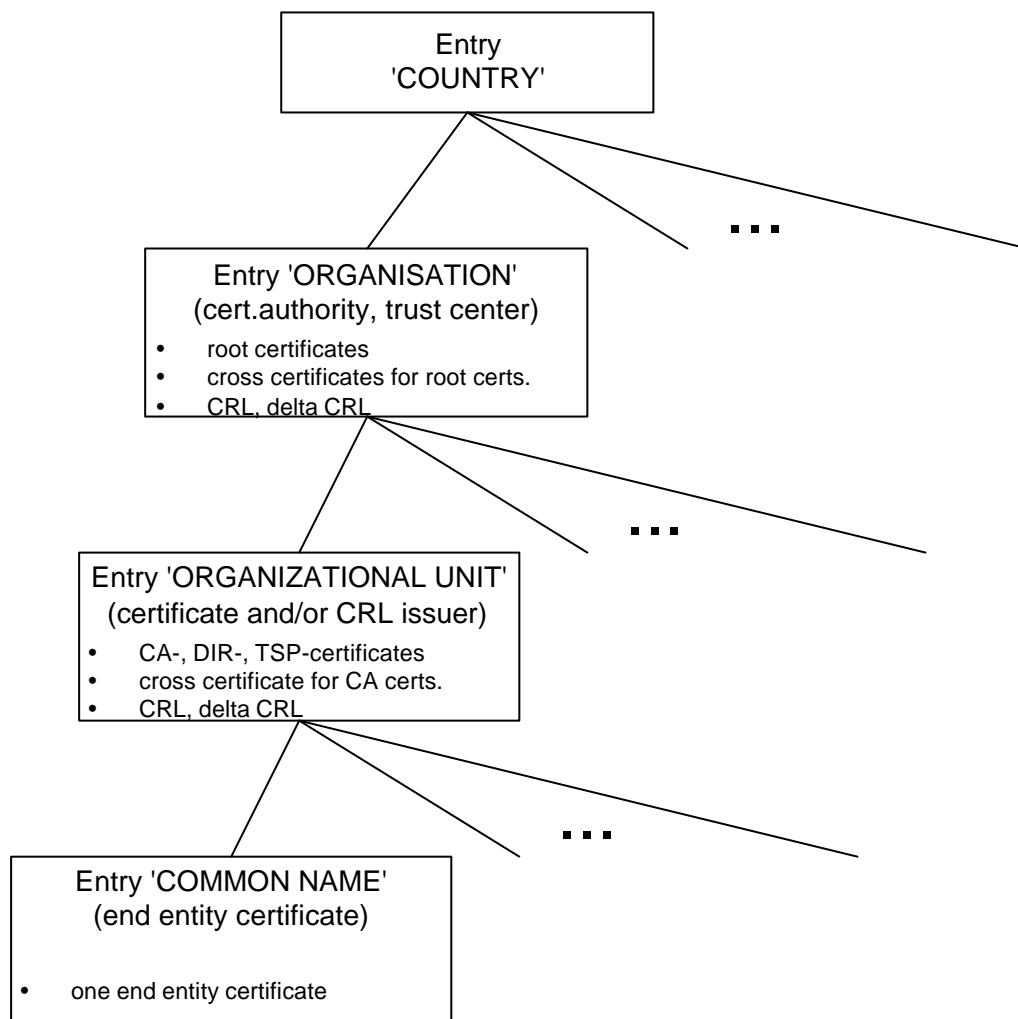 Entry
'COUNTRY'
...
Entry 'ORGANISATION'
(cert.authority, trust center)
• root certificates
• cross certificates for root certs.
• CRL, delta CRL
...
Entry 'ORGANIZATIONAL UNIT'
(certificate and/or CRL issuer)
• CA-, DIR-, TSP-certificates
• cross certificate for CA certs.
• CRL, delta CRL
...
Entry 'COMMON NAME'
(end entity certificate)
• one end entity certificate